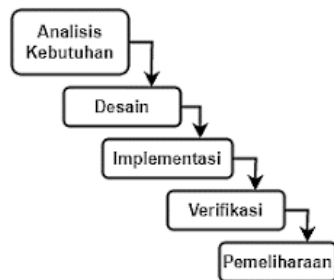 Analisis
Kebutuhan
Desain
Implementasi
Verifikasi
Pemeliharaan